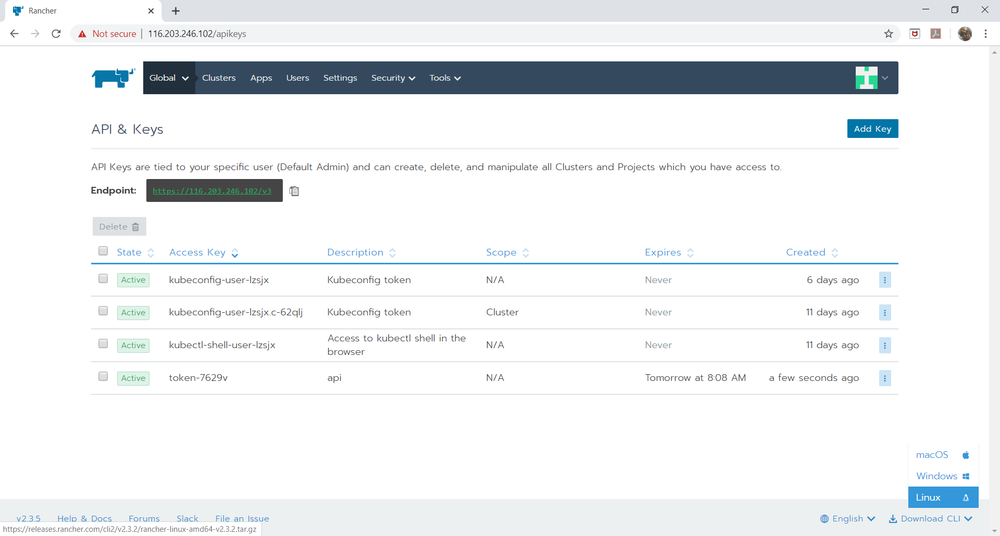 Rancher
Not secure 116.203.246.102/apikeys
Global Clusters Apps Users Settings Security Tools
API & Keys
Add Key
API Keys are tied to your specific user (Default Admin) and can create, delete, and manipulate all Clusters and Projects which you have access to.
Endpoint: https://116.203.246.102/v3
Delete
State Access Key Description Scope Expires Created
Active kubeconfig-user-lzsjx Kubeconfig token N/A Never 6 days ago
Active kubeconfig-user-lzsjx.c-62qlj Kubeconfig token Cluster Never 11 days ago
Active kubectl-shell-user-lzsjx Access to kubectl shell in the browser N/A Never 11 days ago
Active token-7629v api N/A Tomorrow at 8:08 AM a few seconds ago
macOS
Windows
Linux
v2.3.5 Help & Docs Forums Slack File an Issue English Download CLI
https://releases.rancher.com/cli2/v2.3.2/rancher-linux-amd64-v2.3.2.tar.gz